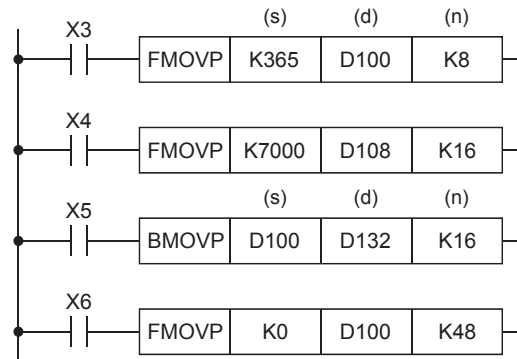 (s) (d) (n)
X3
FMOVP K365 D100 K8
X4
FMOVP K7000 D108 K16
(s) (d) (n)
X5
BMOVP D100 D132 K16
X6
FMOVP K0 D100 K48